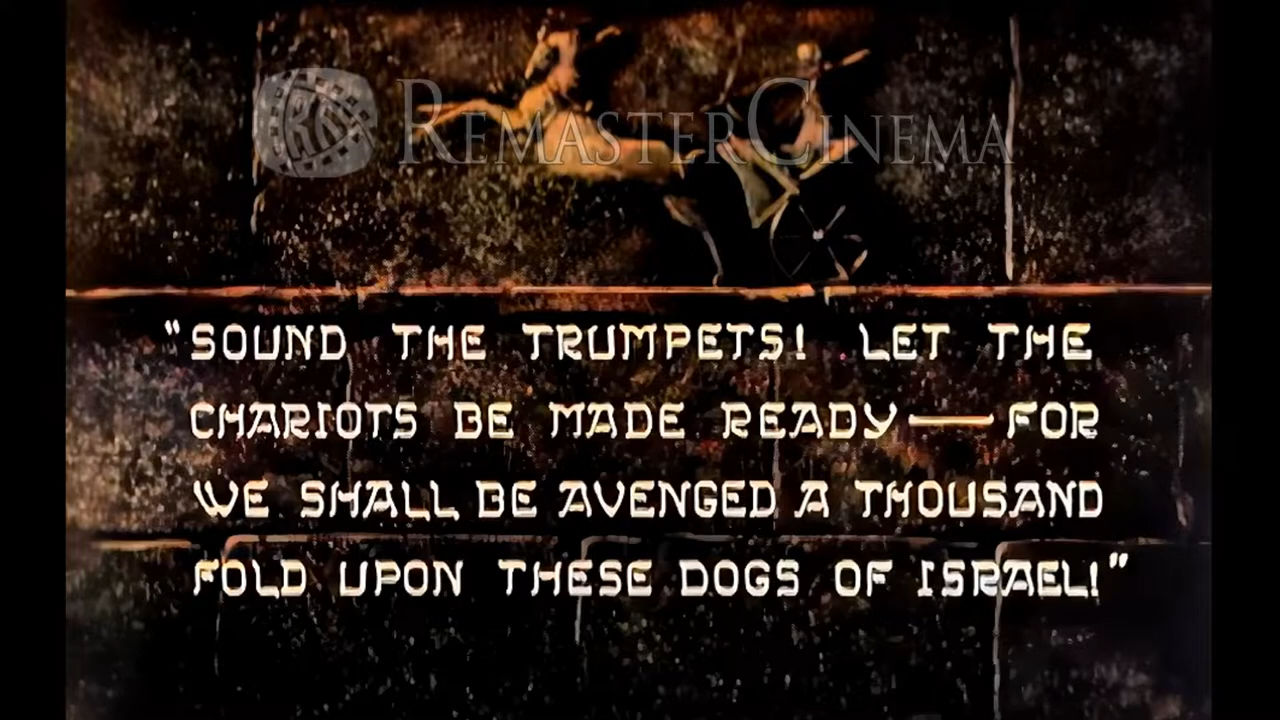 REMASTERCINEMA
"SOUND THE TRUMPETS! LET THE
CHARIOTS BE MADE READY—FOR
WE SHALL BE AVENGED A THOUSAND
FOLD UPON THESE DOGS OF ISRAEL!"